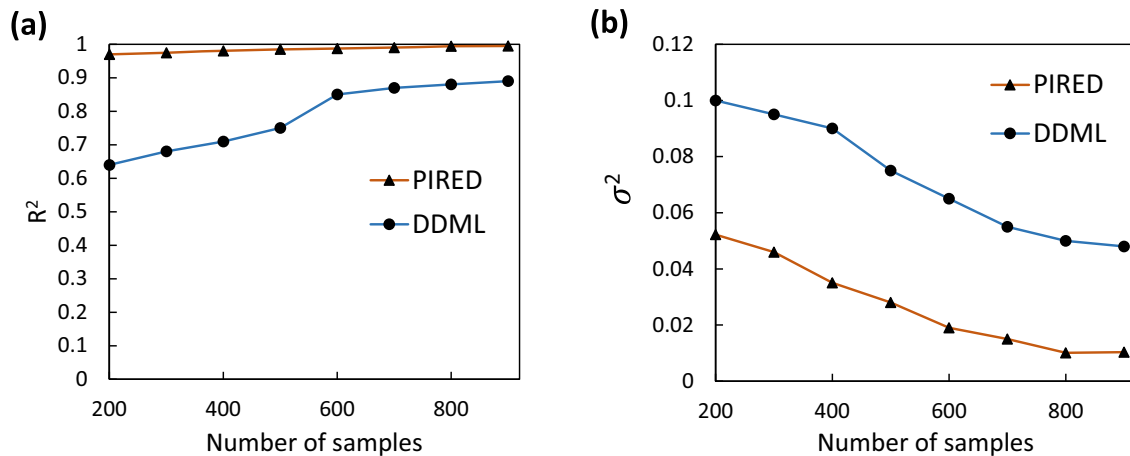 (a)
1
0.9
0.8
0.7
0.6
0.5
0.4
0.3
0.2
0.1
0
R²
PIRED
DDML
200 400 600 800
Number of samples
(b)
0.12
0.1
0.08
0.06
0.04
0.02
0
σ²
PIRED
DDML
200 400 600 800
Number of samples